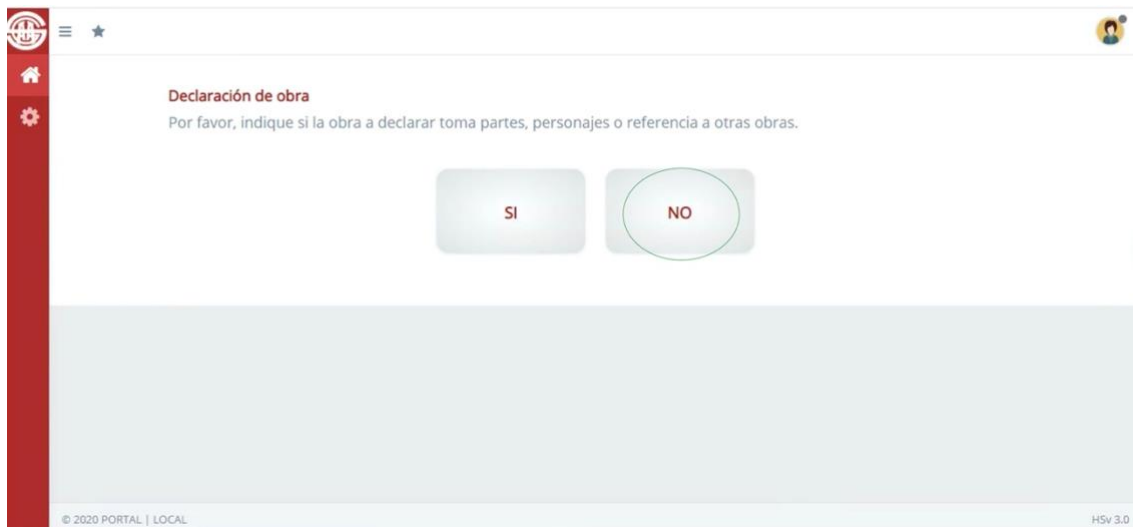 Declaración de obra
Por favor, indique si la obra a declarar toma partes, personajes o referencia a otras obras.
SI
NO
© 2020 PORTAL | LOCAL
HSv 3.0